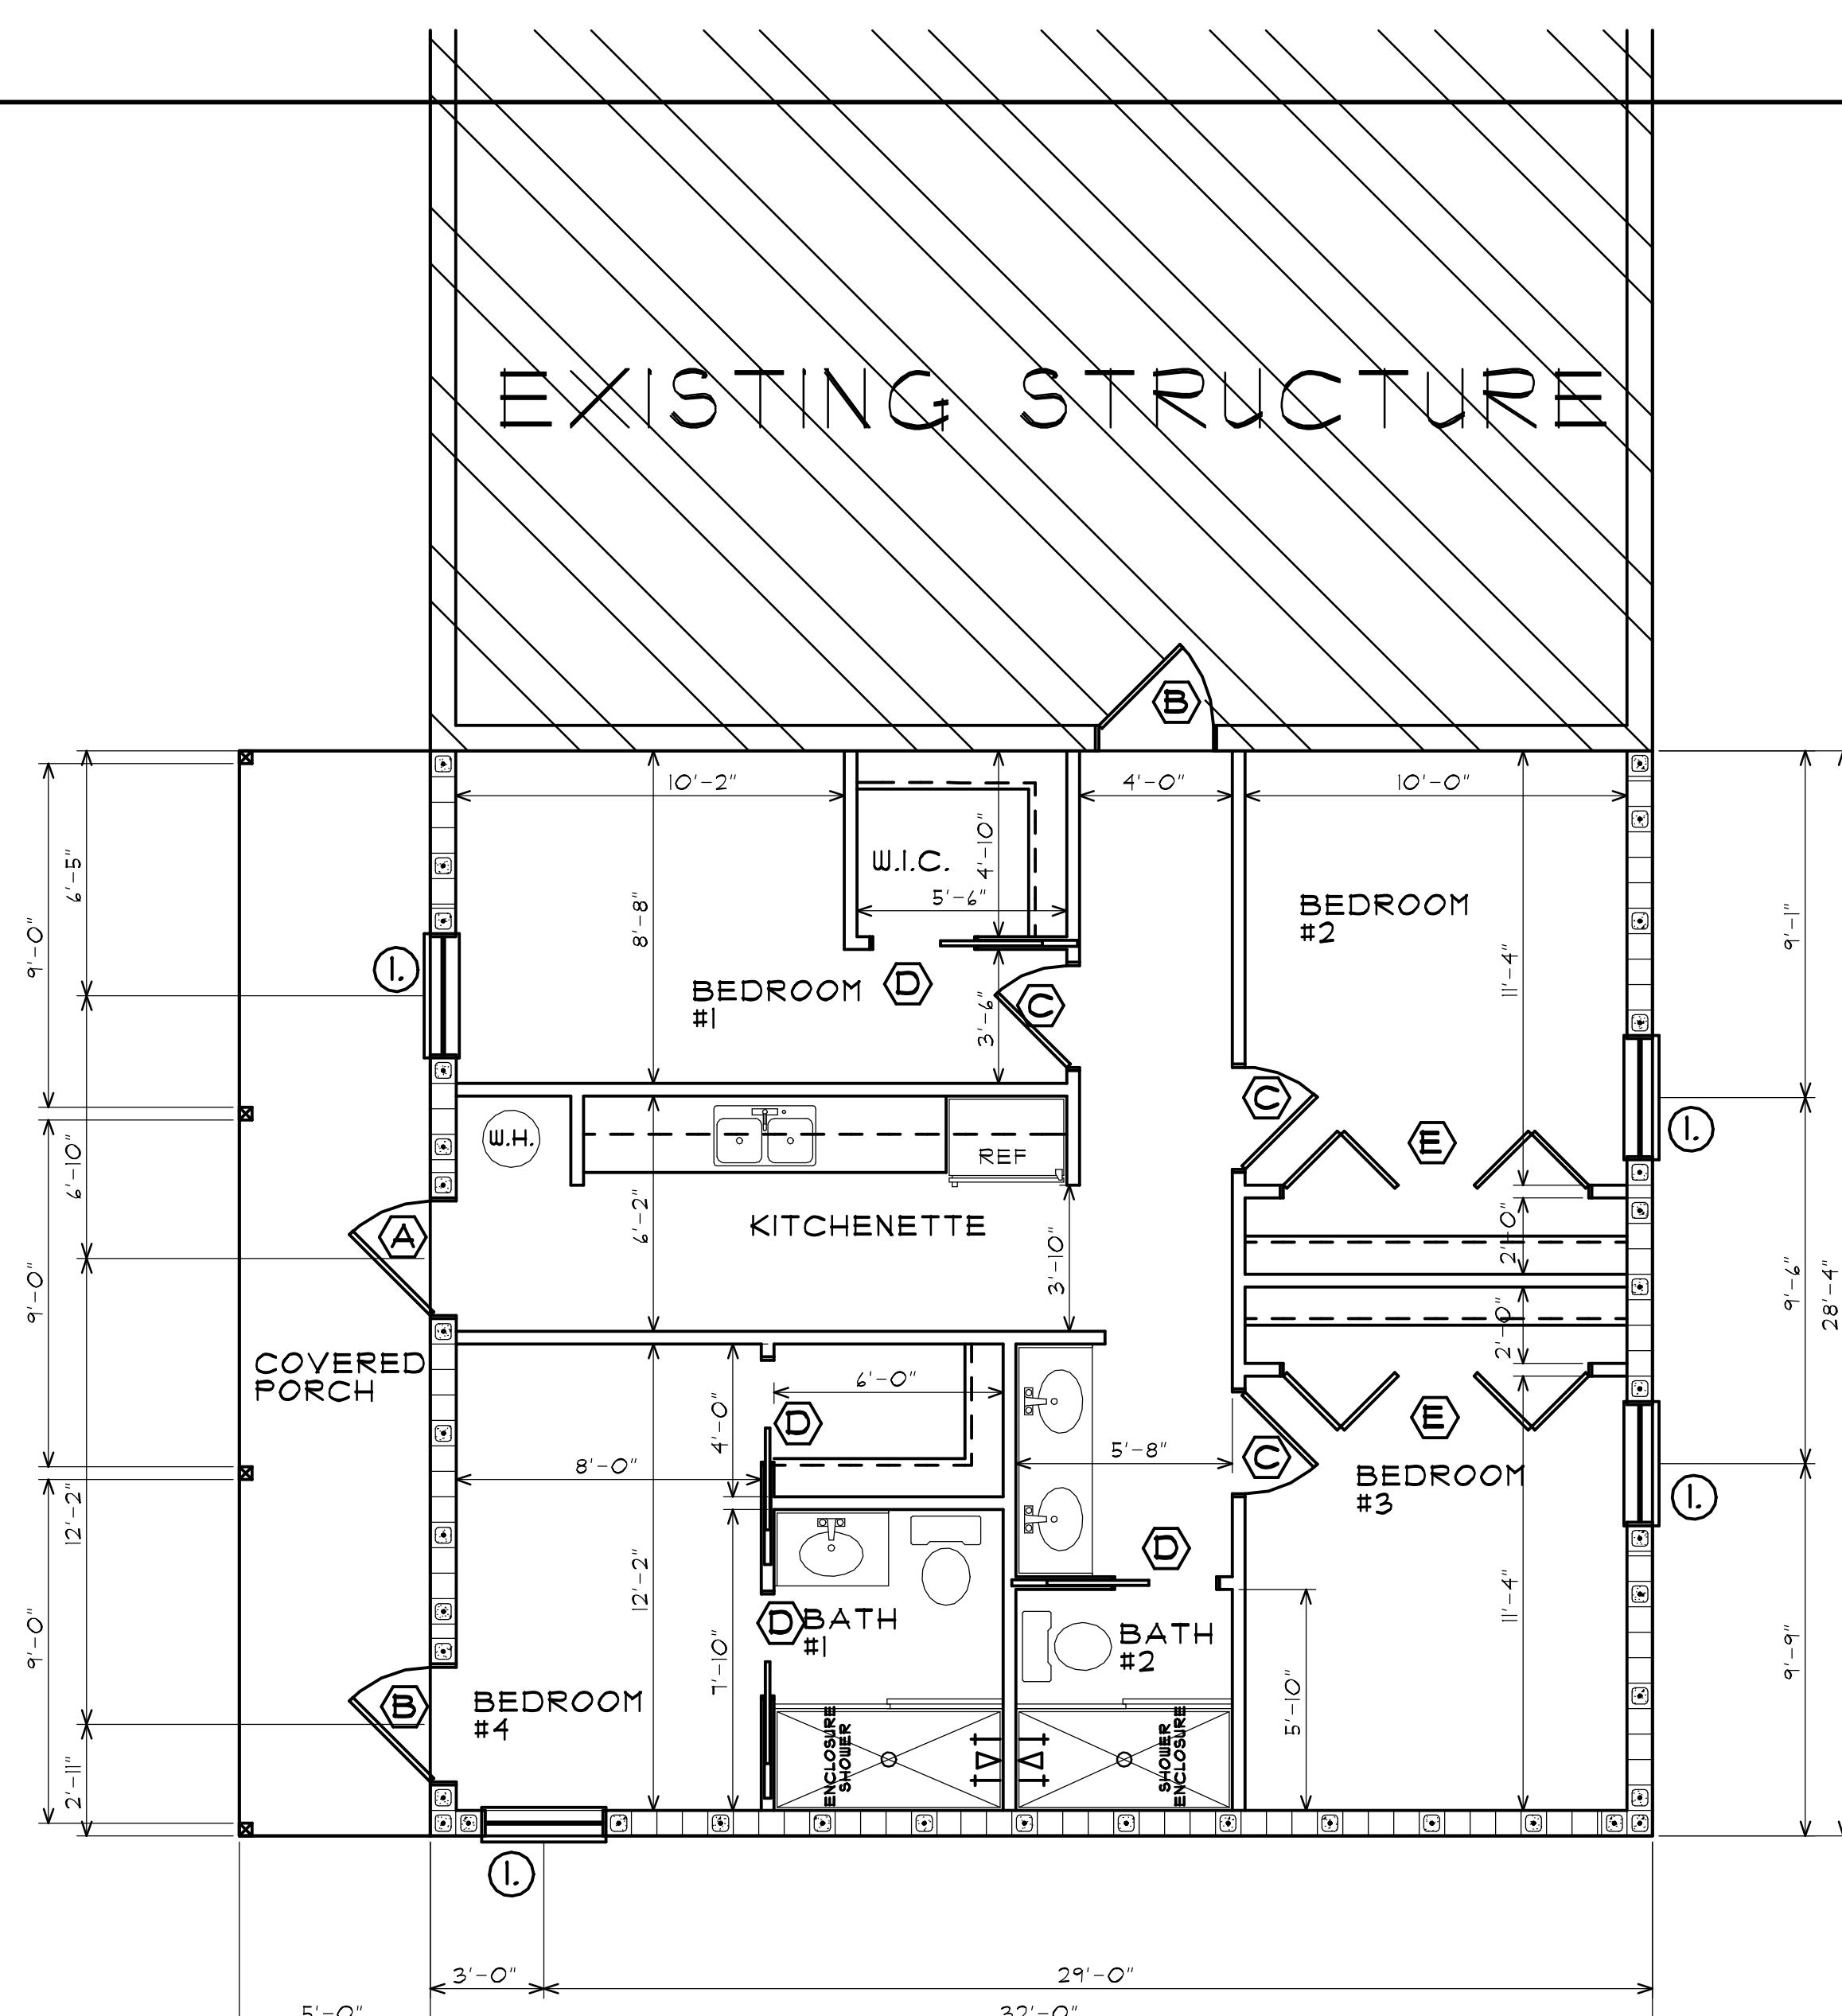 EXISTING STRUCTURE
B
10'-2"
4'-0"
10'-0"
6'-5"
9'-0"
8'-8"
W.I.C.
4'-10"
5'-6"
BEDROOM
#2
9'-1"
11'-4"
1.
BEDROOM
#1
D
C
3'-6"
C
E
1.
W.H.
REF
6'-10"
6'-2"
KITCHENETTE
3'-10"
2'-0"
A
9'-0"
9'-6"
28'-4"
2'-0"
COVERED
PORCH
6'-0"
D
4'-0"
E
C
8'-0"
5'-8"
BEDROOM
#3
1.
12'-2"
D
12'-2"
9'-0"
D
BATH
#1
BATH
#2
7'-10"
11'-4"
9'-9"
B
BEDROOM
#4
5'-10"
ENCLOSURE
SHOWER
SHOWER
ENCLOSURE
2'-11"
1.
3'-0"
29'-0"
5'-0"
32'-0"